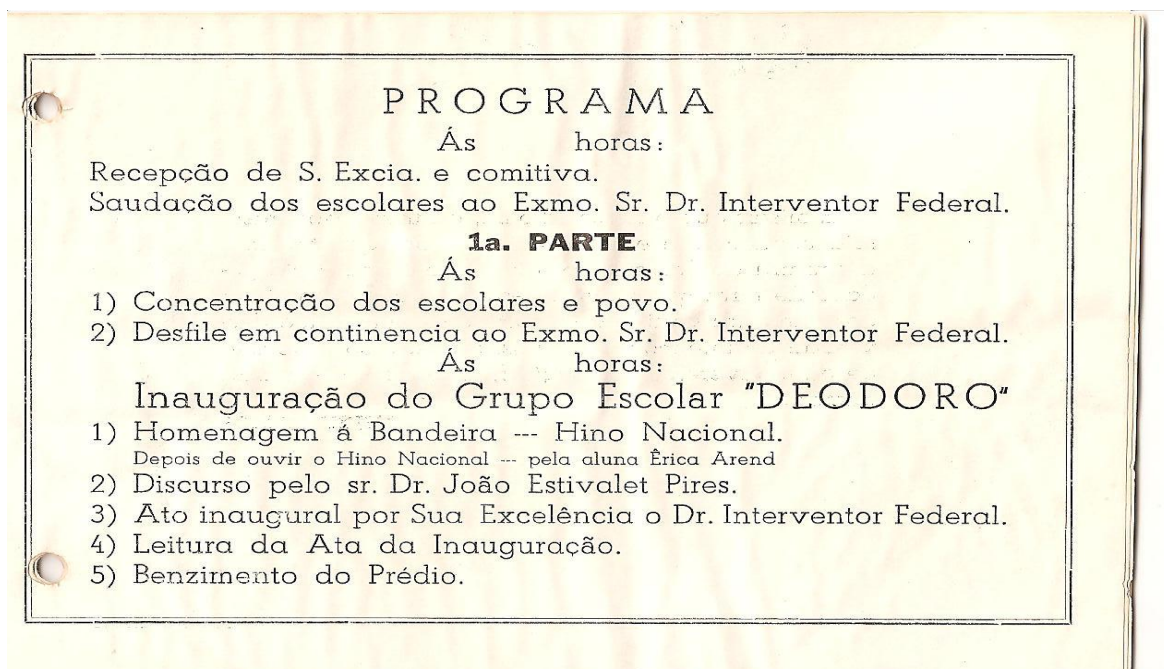 PROGRAMA
Ás horas:
Recepção de S. Excia. e comitiva.
Saudação dos escolares ao Exmo. Sr. Dr. Interventor Federal.
1a. PARTE
Ás horas:
1) Concentração dos escolares e povo.
2) Desfile em continencia ao Exmo. Sr. Dr. Interventor Federal.
Ás horas:
Inauguração do Grupo Escolar "DEODORO"
1) Homenagem á Bandeira --- Hino Nacional.
Depois de ouvir o Hino Nacional --- pela aluna Êrica Arend
2) Discurso pelo sr. Dr. João Estivalet Pires.
3) Ato inaugural por Sua Excelência o Dr. Interventor Federal.
4) Leitura da Ata da Inauguração.
5) Benzimento do Prédio.